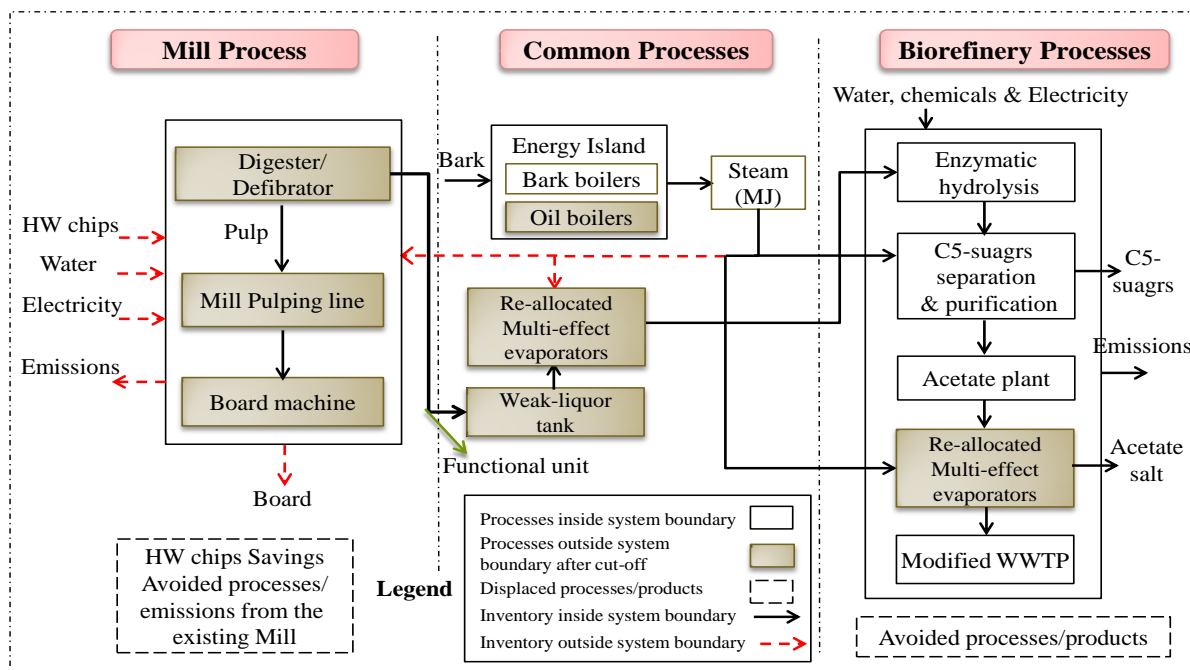 Mill Process
Common Processes
Biorefinery Processes
HW chips
Water
Electricity
Emissions
Digester/
Defibrator
Pulp
Mill Pulping line
Board machine
Board
HW chips Savings
Avoided processes/
emissions from the
existing Mill
Bark
Energy Island
Bark boilers
Oil boilers
Steam
(MJ)
Re-allocated
Multi-effect
evaporators
Weak-liquor
tank
Functional unit
Legend
Processes inside system boundary
Processes outside system
boundary after cut-off
Displaced processes/products
Inventory inside system boundary
Inventory outside system boundary
Water, chemicals & Electricity
Enzymatic
hydrolysis
C5-suagrs
separation
& purification
C5-
suagrs
Acetate plant
Emissions
Re-allocated
Multi-effect
evaporators
Acetate
salt
Modified WWTP
Avoided processes/products